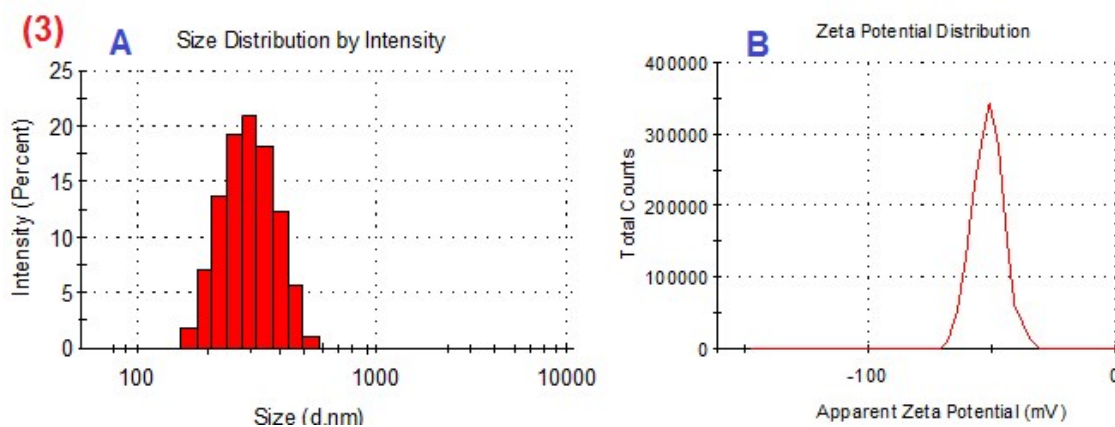 (3)
A
Size Distribution by Intensity
25
20
15
10
5
0
Intensity (Percent)
100 1000 10000
Size (d.nm)
B
Zeta Potential Distribution
400000
300000
200000
100000
0
Total Counts
-100 0
Apparent Zeta Potential (mV)